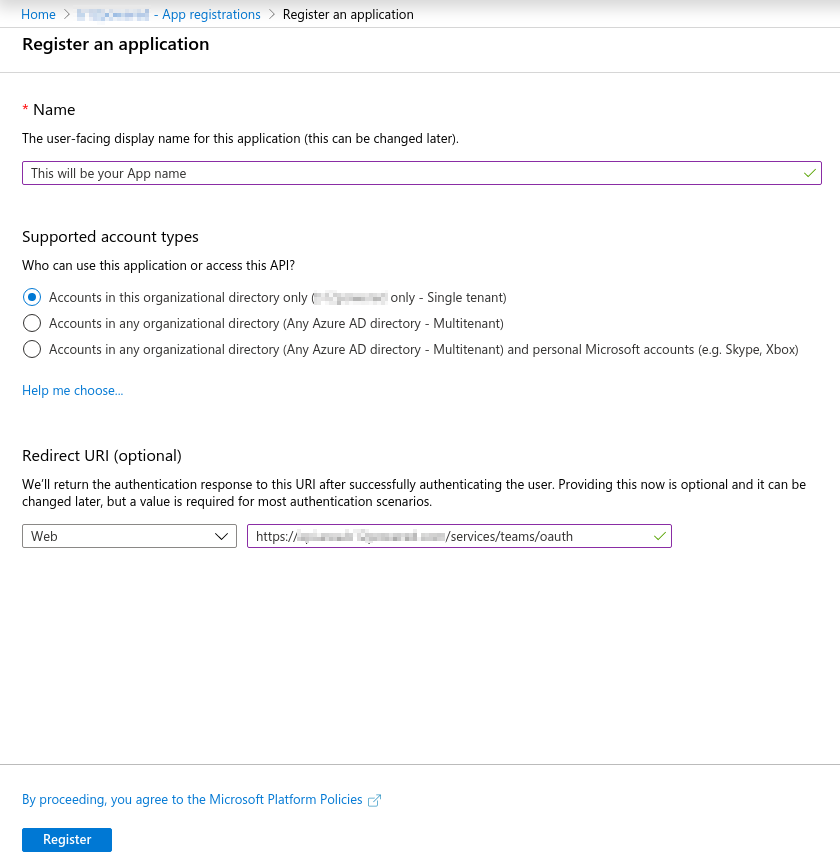 Home > - App registrations > Register an application
Register an application
* Name
The user-facing display name for this application (this can be changed later).
This will be your App name
Supported account types
Who can use this application or access this API?
Accounts in this organizational directory only ( only - Single tenant)
Accounts in any organizational directory (Any Azure AD directory - Multitenant)
Accounts in any organizational directory (Any Azure AD directory - Multitenant) and personal Microsoft accounts (e.g. Skype, Xbox)
Help me choose...
Redirect URI (optional)
We'll return the authentication response to this URI after successfully authenticating the user. Providing this now is optional and it can be
changed later, but a value is required for most authentication scenarios.
Web https:// /services/teams/oauth
By proceeding, you agree to the Microsoft Platform Policies
Register